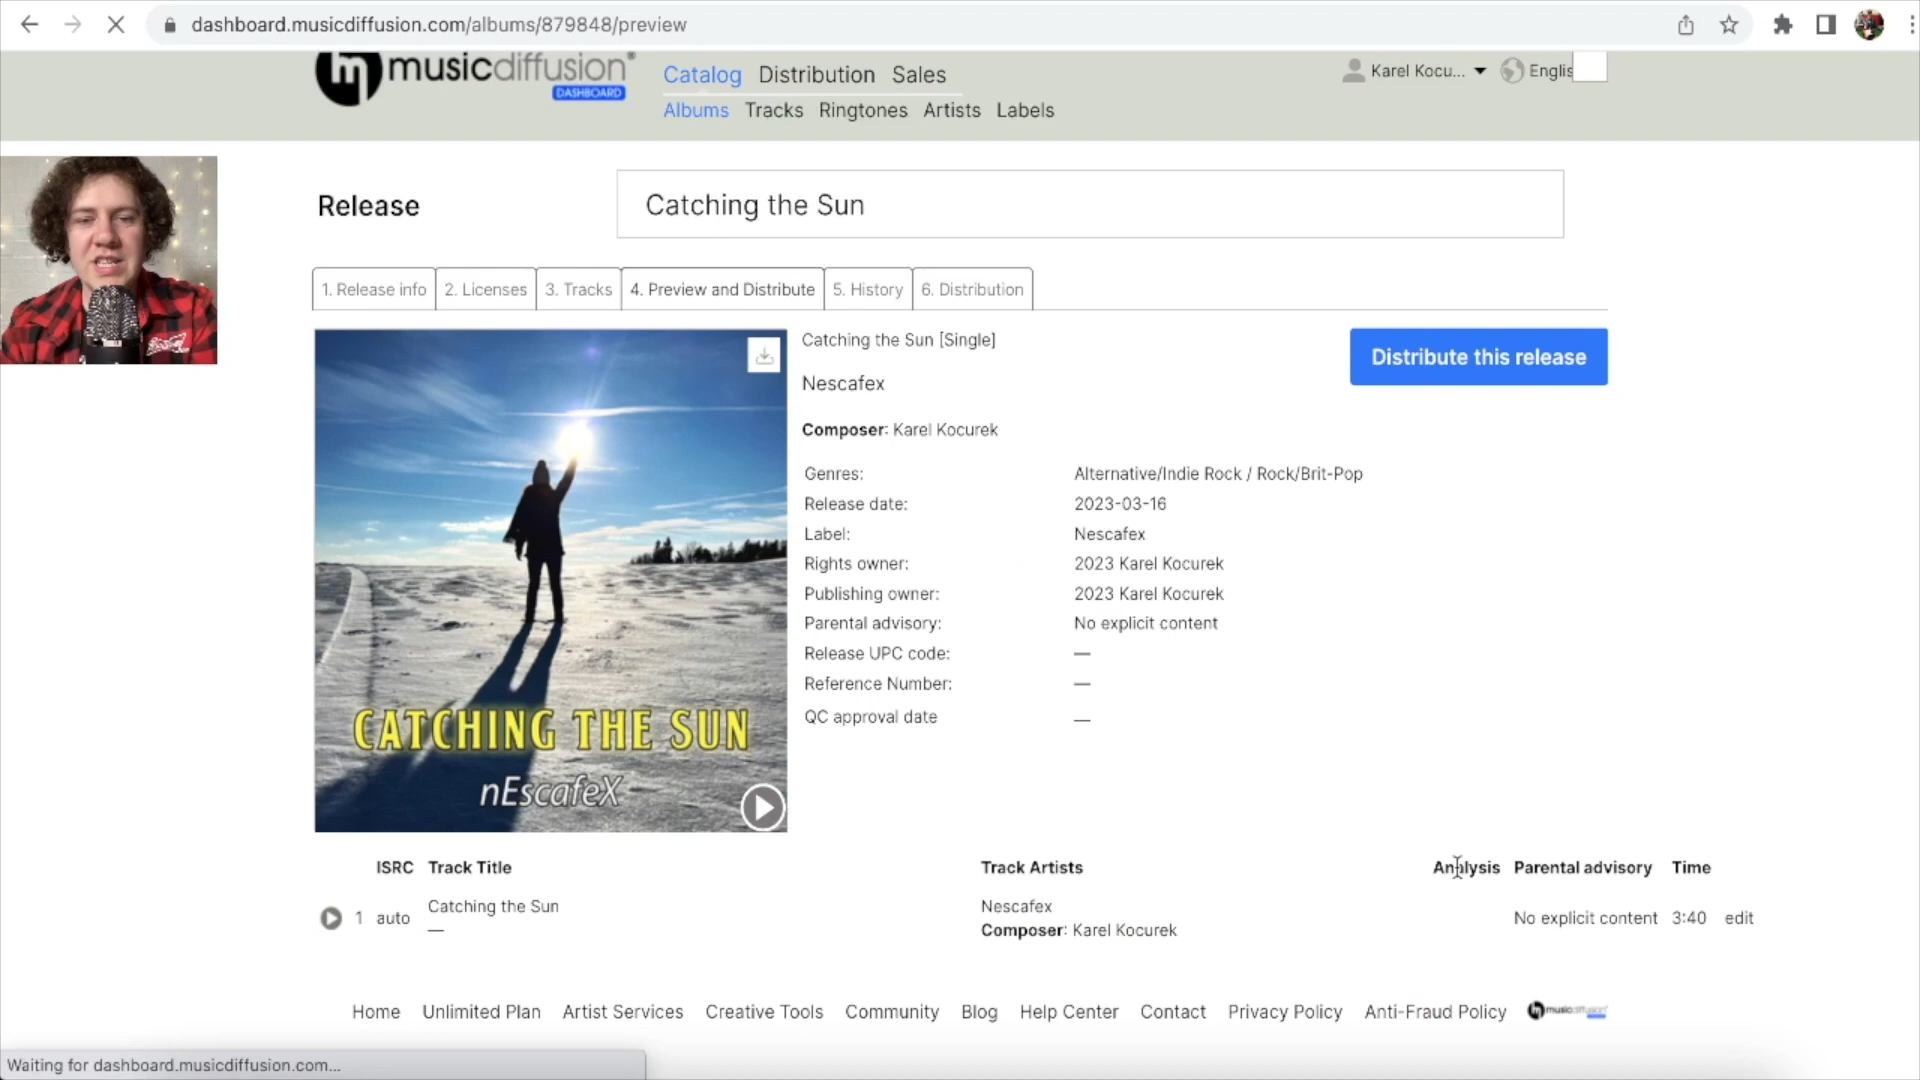 dashboard.musicdiffusion.com/albums/879848/preview
musicdiffusion®
DASHBOARD
Catalog Distribution Sales
Karel Kocu... Englis
Albums Tracks Ringtones Artists Labels
Release
Catching the Sun
1. Release info 2. Licenses 3. Tracks 4. Preview and Distribute 5. History 6. Distribution
Catching the Sun [Single]
Distribute this release
Nescafex
Composer: Karel Kocurek
Genres: Alternative/Indie Rock / Rock/Brit-Pop
Release date: 2023-03-16
Label: Nescafex
Rights owner: 2023 Karel Kocurek
Publishing owner: 2023 Karel Kocurek
Parental advisory: No explicit content
Release UPC code: —
Reference Number: —
QC approval date —
CATCHING THE SUN
nEscafeX
ISRC Track Title Track Artists Analysis Parental advisory Time
1 auto Catching the Sun Nescafex No explicit content 3:40 edit
— Composer: Karel Kocurek
Home Unlimited Plan Artist Services Creative Tools Community Blog Help Center Contact Privacy Policy Anti-Fraud Policy musicdiffusion
Waiting for dashboard.musicdiffusion.com...